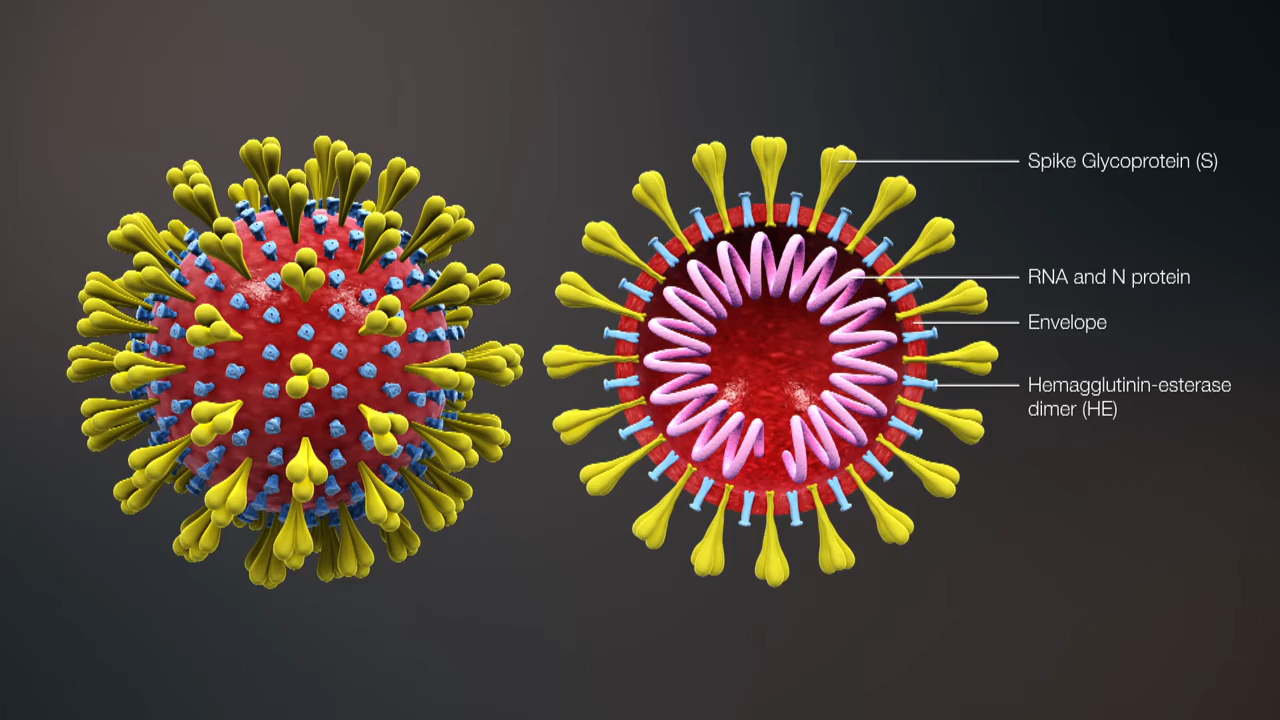 Spike Glycoprotein (S)
RNA and N protein
Envelope
Hemagglutinin-esterase
dimer (HE)